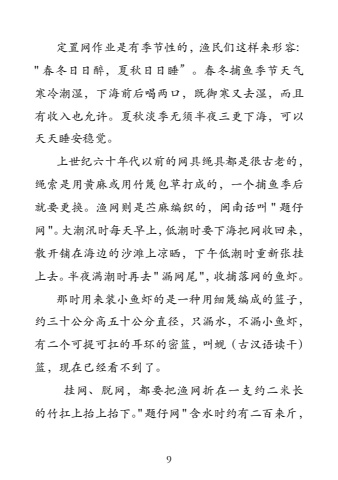 定置网作业是有季节性的，渔民们这样来形容：
"春冬日日醉，夏秋日日睡"。春冬捕鱼季节天气
寒冷潮湿，下海前后喝两口，既御寒又去湿，而且
有收入也允许。夏秋淡季无须半夜三更下海，可以
天天睡安稳觉。
上世纪六十年代以前的网具绳具都是很古老的，
绳索是用黄麻或用竹篾包草打成的，一个捕鱼季后
就要更换。渔网则是苎麻编织的，闽南话叫"题仔
网"。大潮汛时每天早上，低潮时要下海把网收回来，
散开铺在海边的沙滩上凉晒，下午低潮时重新张挂
上去。半夜满潮时再去"漏网尾"，收捕落网的鱼虾。
那时用来装小鱼虾的是一种用细篾编成的篮子，
约三十公分高五十公分直径，只漏水，不漏小鱼虾，
有二个可提可扛的耳环的密篮，叫蚬（古汉语读干）
篮，现在已经看不到了。
挂网、脱网，都要把渔网折在一支约二米长
的竹扛上抬上抬下。"题仔网"含水时约有二百来斤，
9